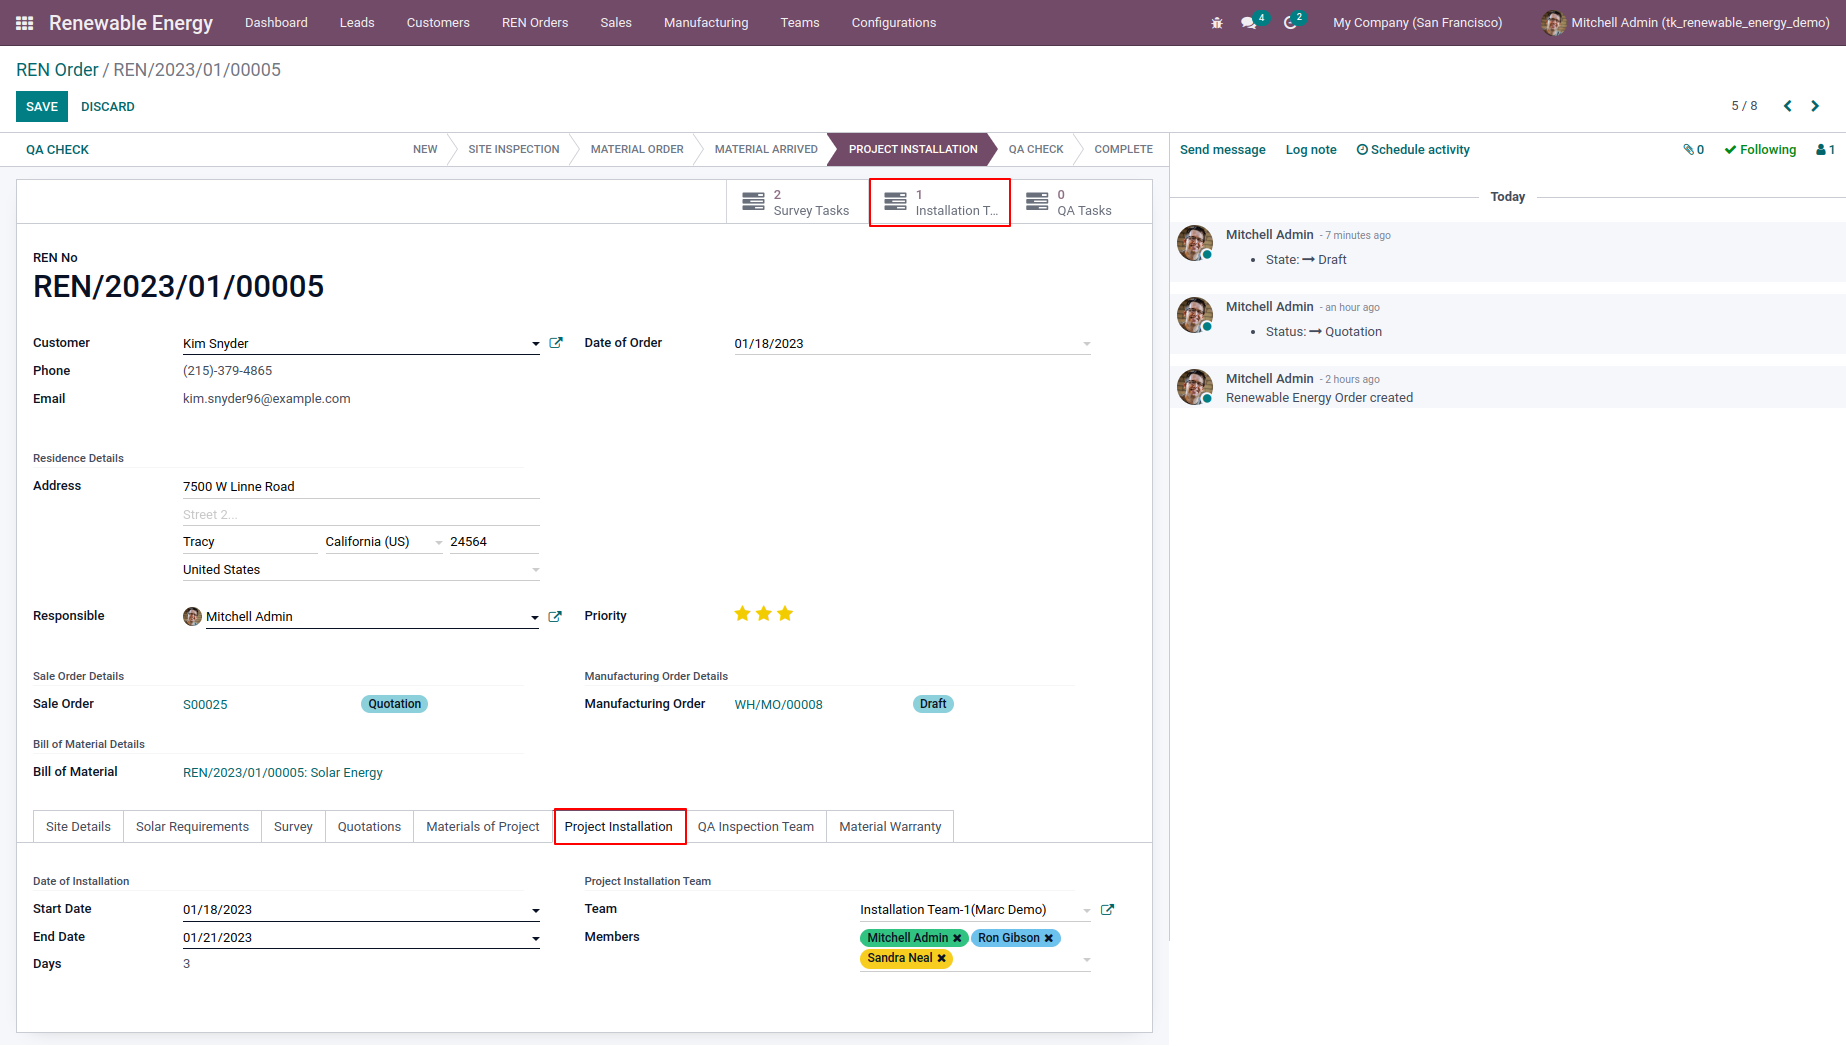 Renewable Energy Dashboard Leads Customers REN Orders Sales Manufacturing Teams Configurations 4 2 My Company (San Francisco) Mitchell Admin (tk_renewable_energy_demo)
REN Order / REN/2023/01/00005
SAVE DISCARD 5 / 8
QA CHECK NEW SITE INSPECTION MATERIAL ORDER MATERIAL ARRIVED PROJECT INSTALLATION QA CHECK COMPLETE
Send message Log note Schedule activity 0 Following 1
2 Survey Tasks
1 Installation T...
0 QA Tasks
REN No
REN/2023/01/00005
Customer Kim Snyder Date of Order 01/18/2023
Phone (215)-379-4865
Email kim.snyder96@example.com
Residence Details
Address 7500 W Linne Road
Street 2...
Tracy California (US) 24564
United States
Responsible Mitchell Admin Priority
Sale Order Details Manufacturing Order Details
Sale Order S00025 Quotation Manufacturing Order WH/MO/00008 Draft
Bill of Material Details
Bill of Material REN/2023/01/00005: Solar Energy
Site Details Solar Requirements Survey Quotations Materials of Project Project Installation QA Inspection Team Material Warranty
Date of Installation Project Installation Team
Start Date 01/18/2023 Team Installation Team-1(Marc Demo)
End Date 01/21/2023 Members Mitchell Admin Ron Gibson
Days 3 Sandra Neal
Today
Mitchell Admin - 7 minutes ago
• State: Draft
Mitchell Admin - an hour ago
• Status: Quotation
Mitchell Admin - 2 hours ago
Renewable Energy Order created